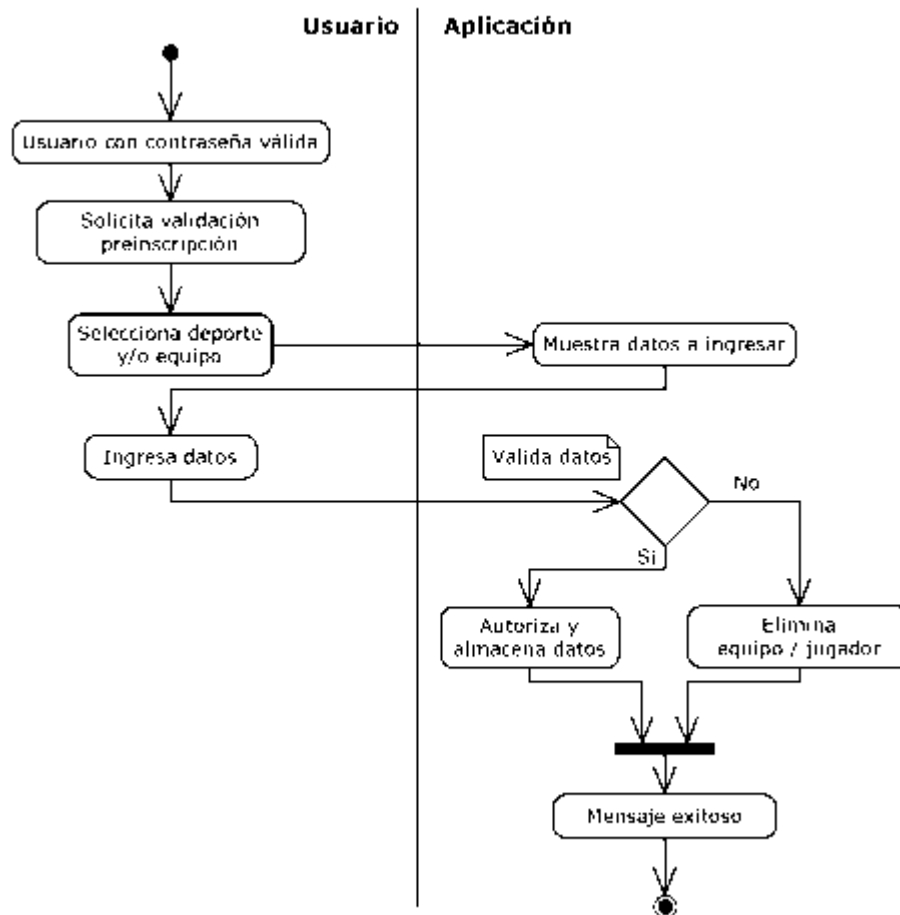 Usuario
Aplicación
Usuario con contraseña válida
Solicita validación
preinscripción
Selecciona deporte
y/o equipo
Muestra datos a ingresar
Ingresa datos
Valida datos
No
Si
Autoriza y
almacena datos
Elimina
equipo / jugador
Mensaje exitoso